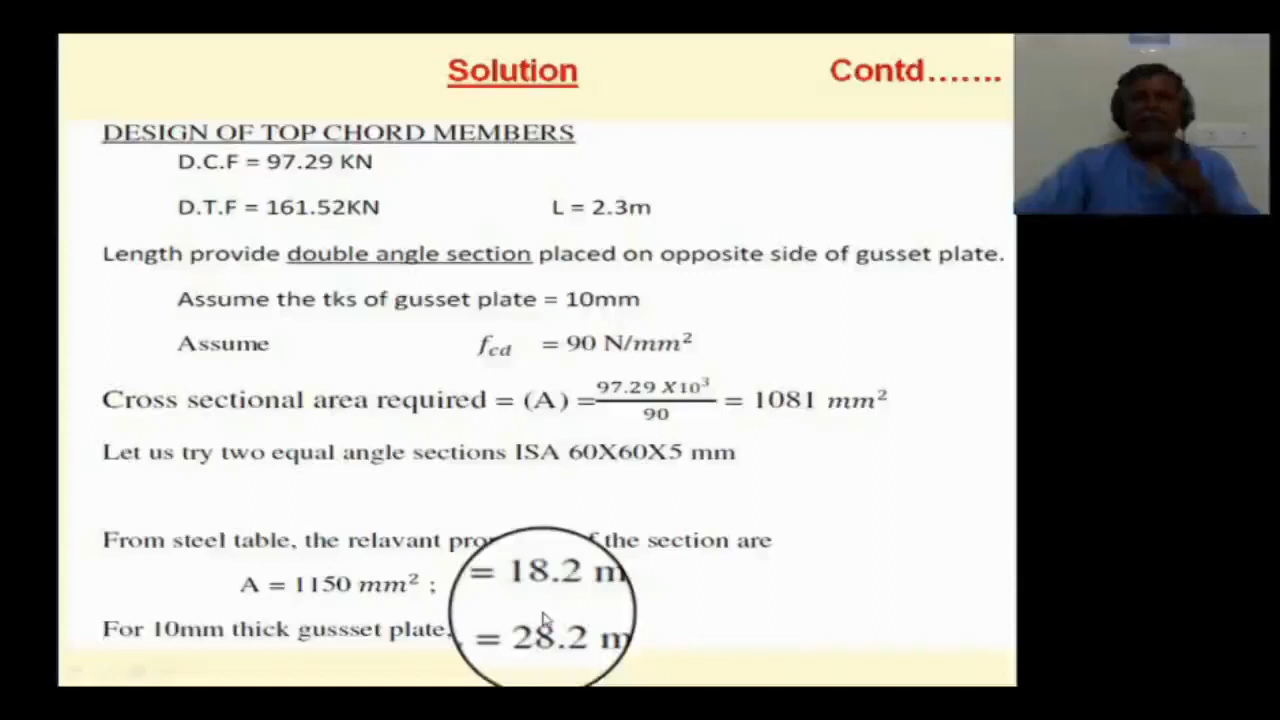 Solution Contd…….
DESIGN OF TOP CHORD MEMBERS
D.C.F = 97.29 KN
D.T.F = 161.52KN L = 2.3m
Length provide double angle section placed on opposite side of gusset plate.
Assume the tks of gusset plate = 10mm
Assume f_cd = 90 N/mm²
Cross sectional area required = (A) = 97.29 X10³ / 90 = 1081 mm²
Let us try two equal angle sections ISA 60X60X5 mm
From steel table, the relavant the section are
A = 1150 mm² ; = 18.2
For 10mm thick gussset plate, = 28.2